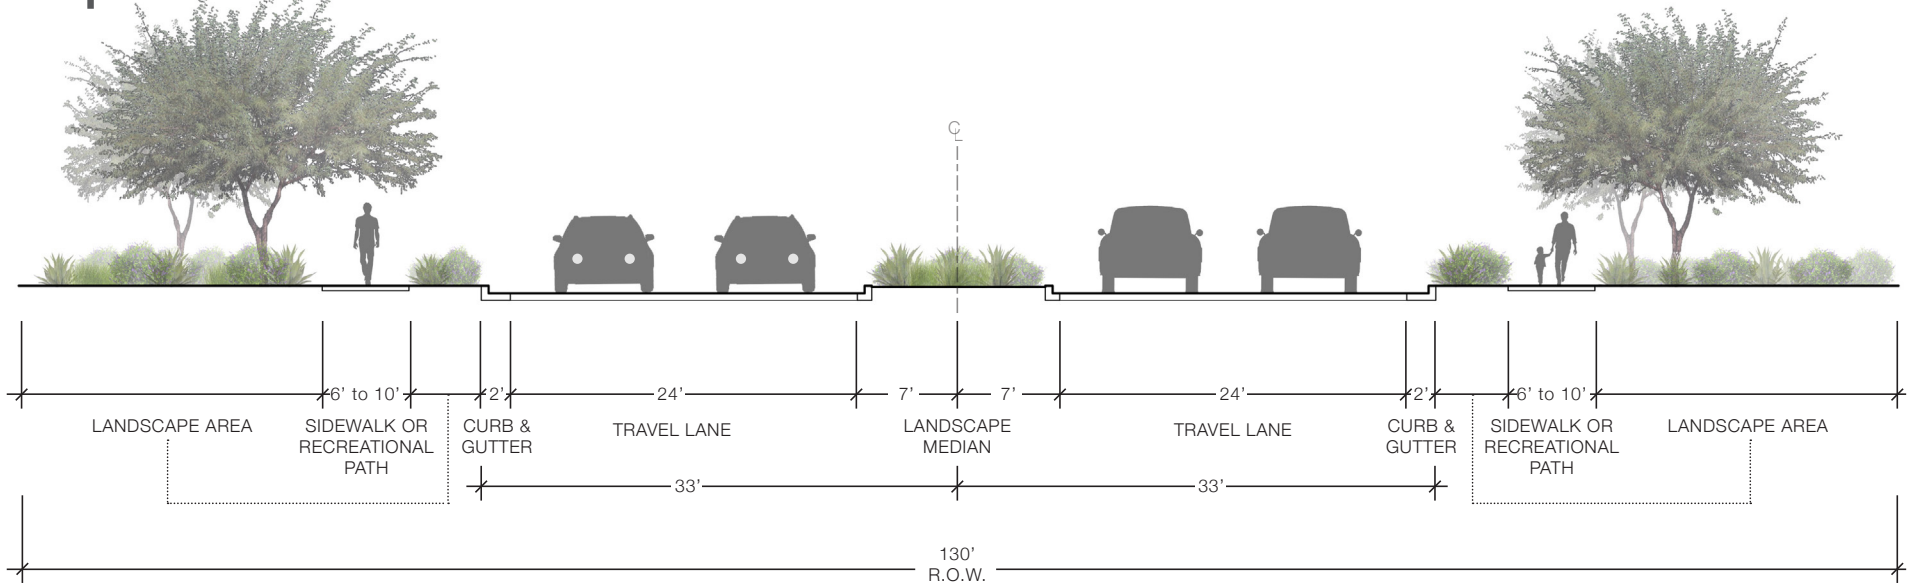 ℄
6' to 10'
2'
24'
7'
7'
24'
2'
6' to 10'
LANDSCAPE AREA
SIDEWALK OR
RECREATIONAL
PATH
CURB &
GUTTER
TRAVEL LANE
LANDSCAPE
MEDIAN
TRAVEL LANE
CURB &
GUTTER
SIDEWALK OR
RECREATIONAL
PATH
LANDSCAPE AREA
33'
33'
130'
R.O.W.